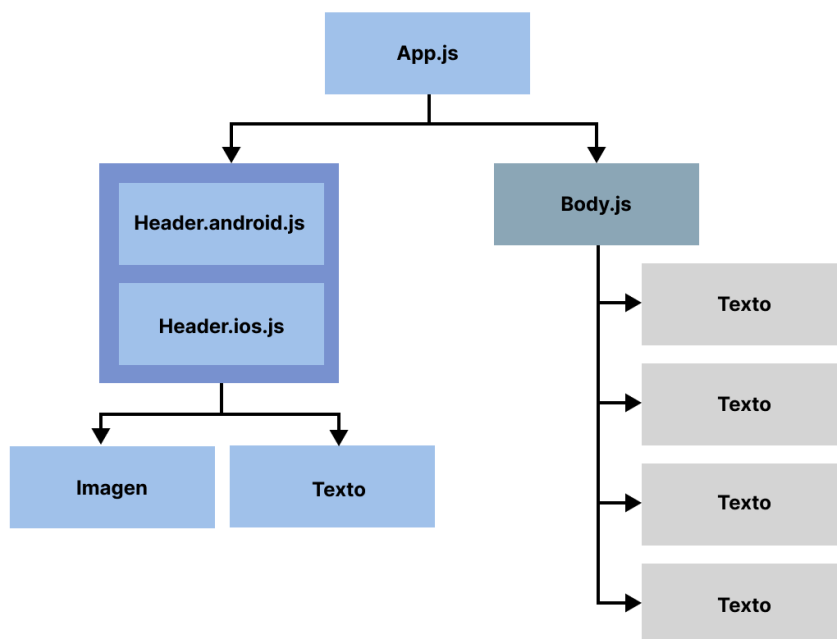 App.js
Header.android.js
Header.ios.js
Imagen
Texto
Body.js
Texto
Texto
Texto
Texto